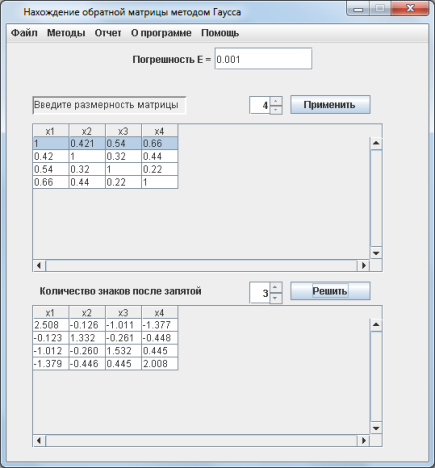 Нахождение обратной матрицы методом Гаусса
Файл Методы Отчет О программе Помощь
Погрешность E = 0.001
Введите размерность матрицы 4 Применить
x1 x2 x3 x4
1 0.421 0.54 0.66
0.42 1 0.32 0.44
0.54 0.32 1 0.22
0.66 0.44 0.22 1
Количество знаков после запятой 3 Решить
x1 x2 x3 x4
2.508 -0.126 -1.011 -1.377
-0.123 1.332 -0.261 -0.448
-1.012 -0.260 1.532 0.445
-1.379 -0.446 0.445 2.008